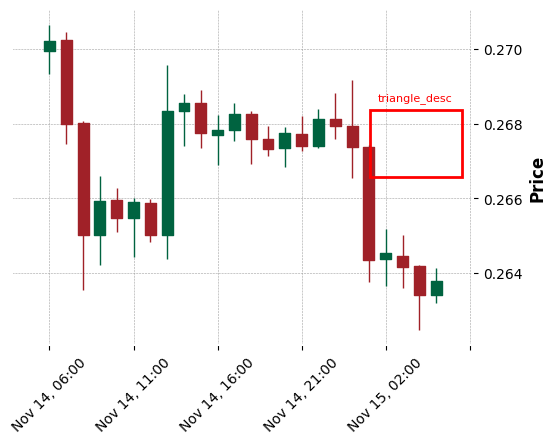 triangle_desc
0.270
0.268
0.266
0.264
Price
Nov 14, 06:00
Nov 14, 11:00
Nov 14, 16:00
Nov 14, 21:00
Nov 15, 02:00